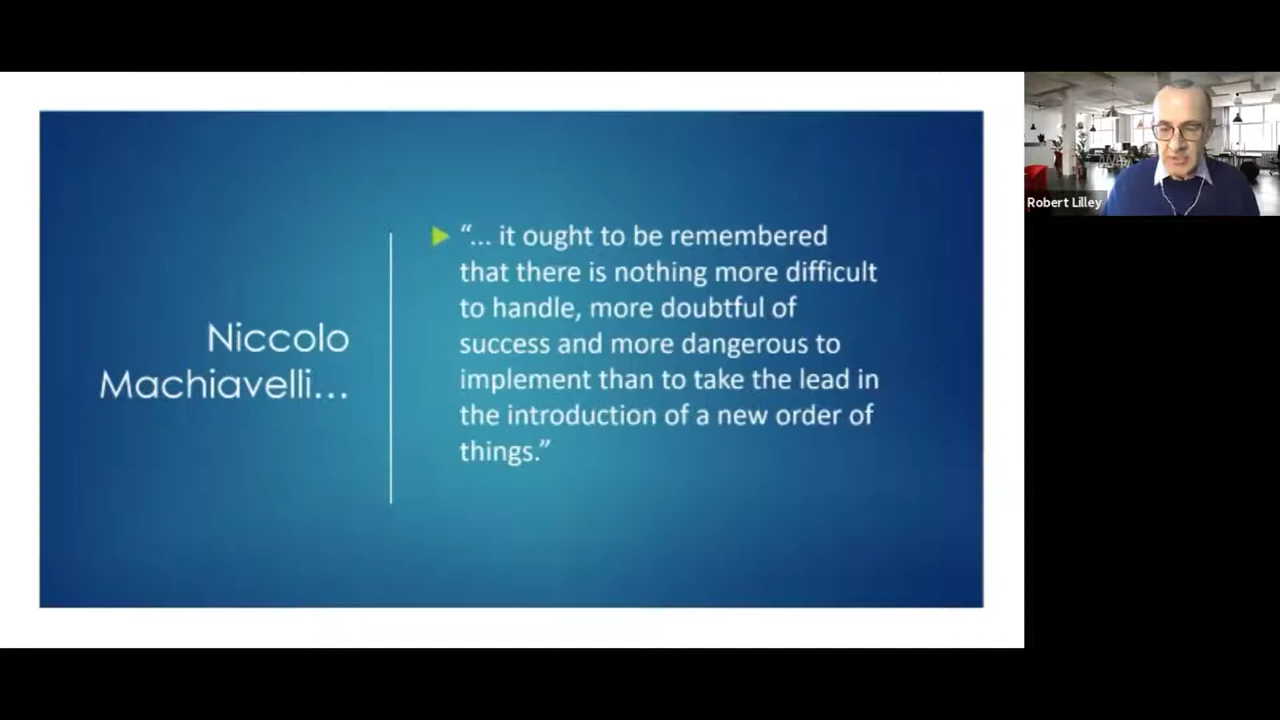 Niccolo
Machiavelli…
“… it ought to be remembered
that there is nothing more difficult
to handle, more doubtful of
success and more dangerous to
implement than to take the lead in
the introduction of a new order of
things.”
Robert Lilley